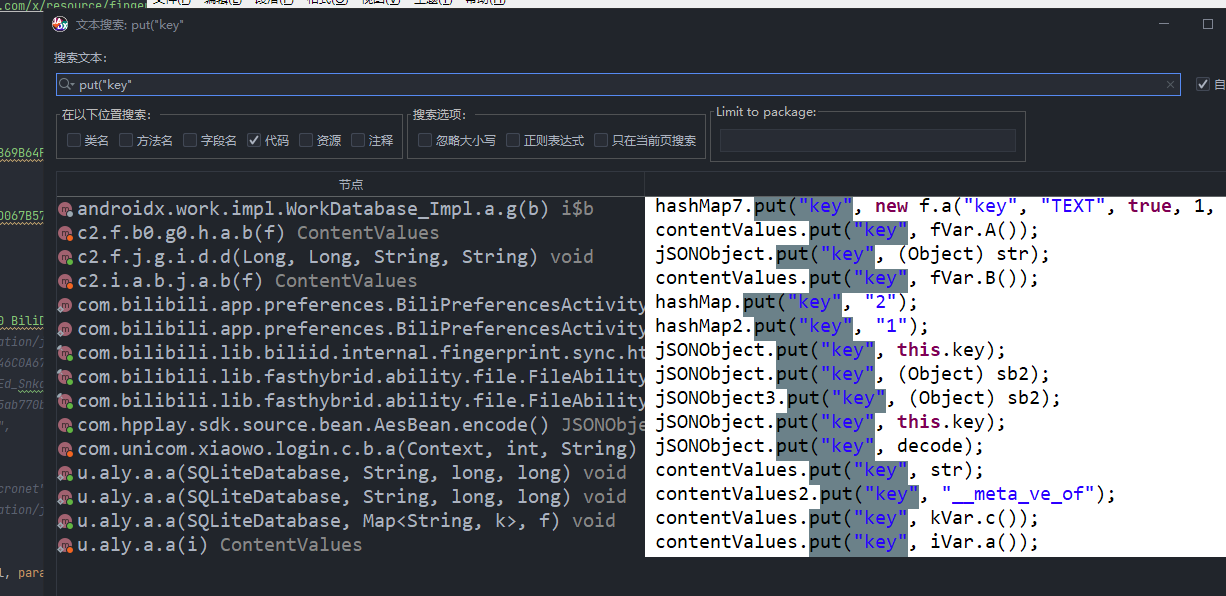 .com/x/resource/finger
文本搜索: put("key"
搜索文本:
put("key"
自
在以下位置搜索:
类名 方法名 字段名 代码 资源 注释
搜索选项:
忽略大小写 正则表达式 只在当前页搜索
Limit to package:
节点
androidx.work.impl.WorkDatabase_Impl.a.g(b) i$b hashMap7.put("key", new f.a("key", "TEXT", true, 1,
c2.f.b0.g0.h.a.b(f) ContentValues contentValues.put("key", fVar.A());
c2.f.j.g.i.d.d(Long, Long, String, String) void jSONObject.put("key", (Object) str);
c2.i.a.b.j.a.b(f) ContentValues contentValues.put("key", fVar.B());
com.bilibili.app.preferences.BiliPreferencesActivity hashMap.put("key", "2");
com.bilibili.app.preferences.BiliPreferencesActivity hashMap2.put("key", "1");
com.bilibili.lib.biliid.internal.fingerprint.sync.ht jSONObject.put("key", this.key);
com.bilibili.lib.fasthybrid.ability.file.FileAbility jSONObject.put("key", (Object) sb2);
com.bilibili.lib.fasthybrid.ability.file.FileAbility jSONObject3.put("key", (Object) sb2);
com.hpplay.sdk.source.bean.AesBean.encode() JSONObje jSONObject.put("key", this.key);
com.unicom.xiaowo.login.c.b.a(Context, int, String) jSONObject.put("key", decode);
u.aly.a.a(SQLiteDatabase, String, long, long) void contentValues.put("key", str);
u.aly.a.a(SQLiteDatabase, String, long, long) void contentValues2.put("key", "__meta_ve_of");
u.aly.a.a(SQLiteDatabase, Map<String, k>, f) void contentValues.put("key", kVar.c());
u.aly.a.a(i) ContentValues contentValues.put("key", iVar.a());